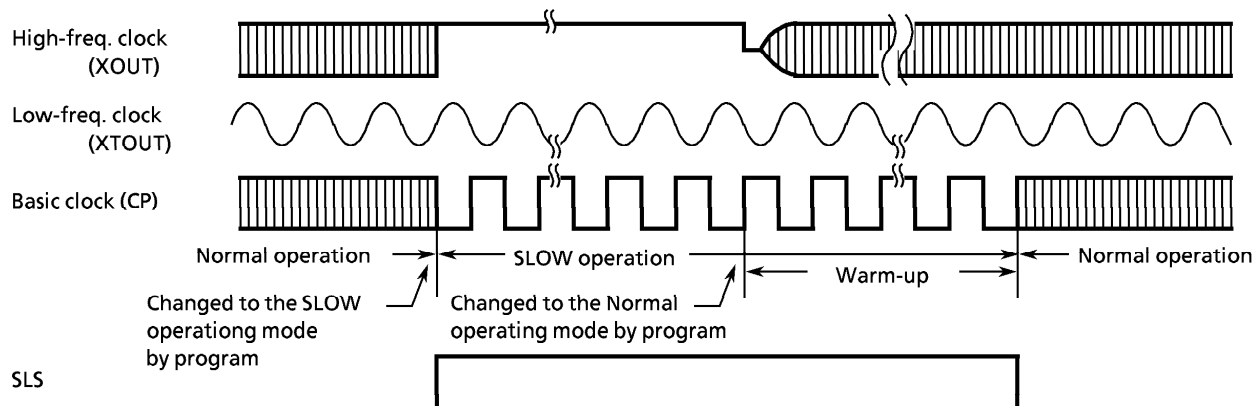 High-freq. clock
(XOUT)
Low-freq. clock
(XTOUT)
Basic clock (CP)
Normal operation
SLOW operation
Normal operation
Warm-up
Changed to the SLOW
operationg mode
by program
Changed to the Normal
operating mode by program
SLS